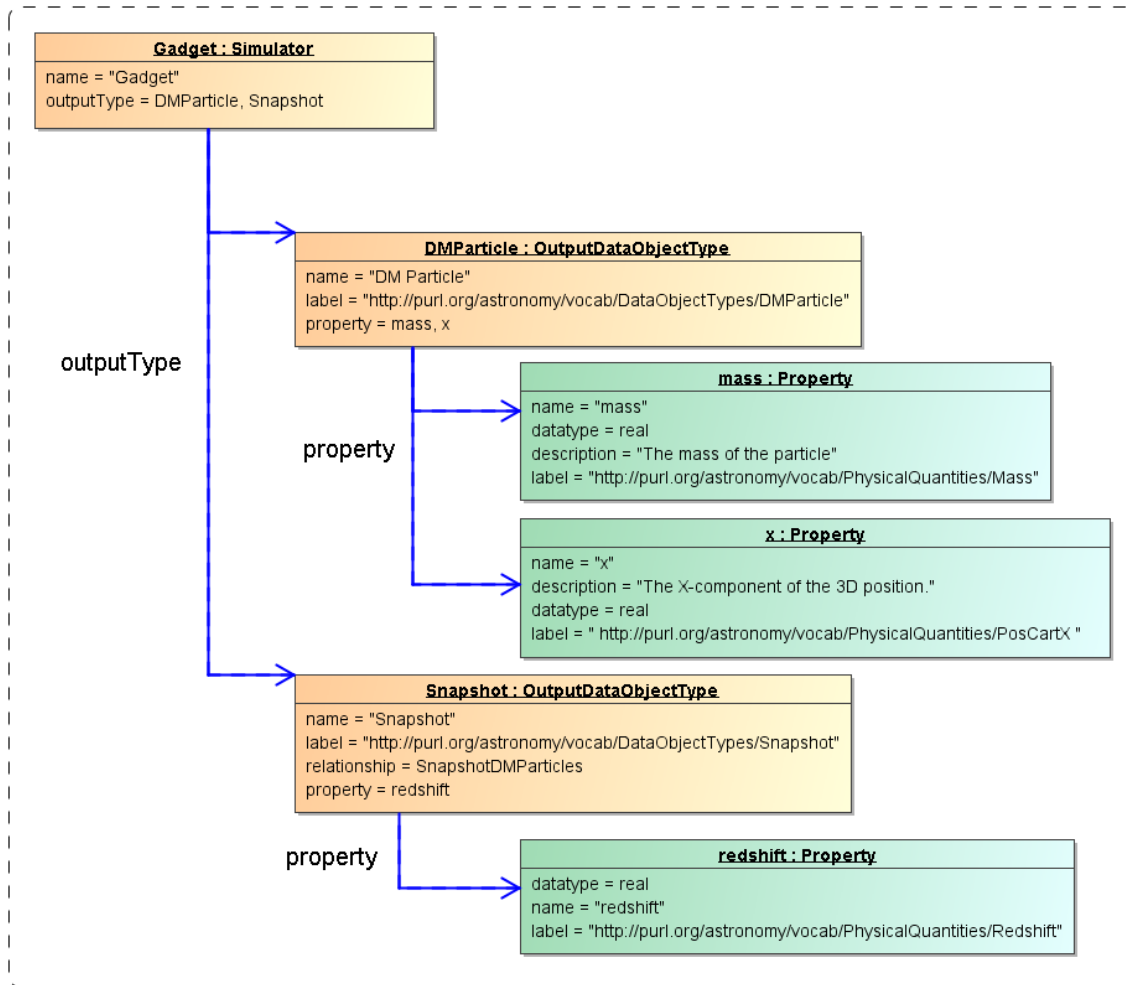 Gadget : Simulator
name = "Gadget"
outputType = DMParticle, Snapshot
DMParticle : OutputDataObjectType
name = "DM Particle"
label = "http://purl.org/astronomy/vocab/DataObjectTypes/DMParticle"
property = mass, x
outputType
mass : Property
name = "mass"
datatype = real
description = "The mass of the particle"
label = "http://purl.org/astronomy/vocab/PhysicalQuantities/Mass"
property
x : Property
name = "x"
description = "The X-component of the 3D position."
datatype = real
label = " http://purl.org/astronomy/vocab/PhysicalQuantities/PosCartX "
Snapshot : OutputDataObjectType
name = "Snapshot"
label = "http://purl.org/astronomy/vocab/DataObjectTypes/Snapshot"
relationship = SnapshotDMParticles
property = redshift
property
redshift : Property
datatype = real
name = "redshift"
label = "http://purl.org/astronomy/vocab/PhysicalQuantities/Redshift"